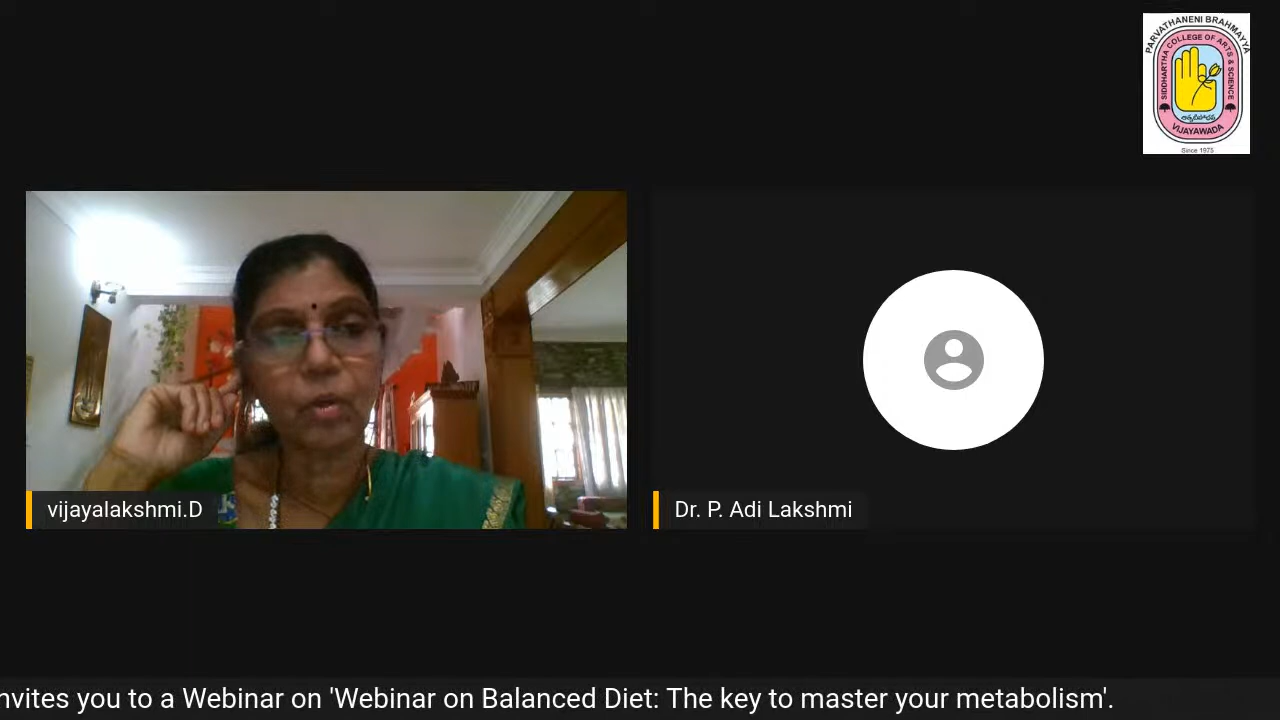 PARVATHANENI BRAHMAYYA
SIDDHARTHA COLLEGE OF ARTS & SCIENCE
VIJAYAWADA
Since 1975
vijayalakshmi.D
Dr. P. Adi Lakshmi
nvites you to a Webinar on 'Webinar on Balanced Diet: The key to master your metabolism'.